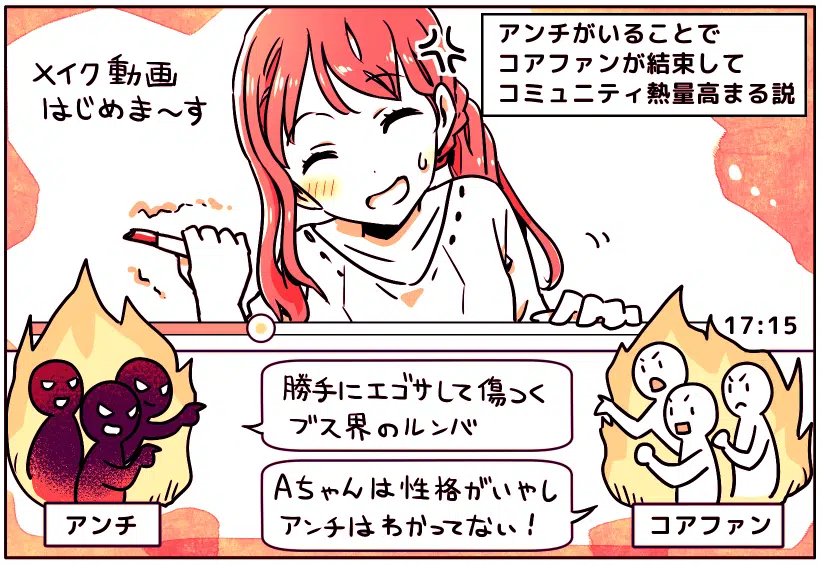 アンチがいることで
コアファンが結束して
コミュニティ熱量高まる説
メイク動画
はじめま〜す
17:15
勝手にエゴサして傷つく
ブス界のルンバ
Aちゃんは性格がいやし
アンチはわかってない！
アンチ
コアファン